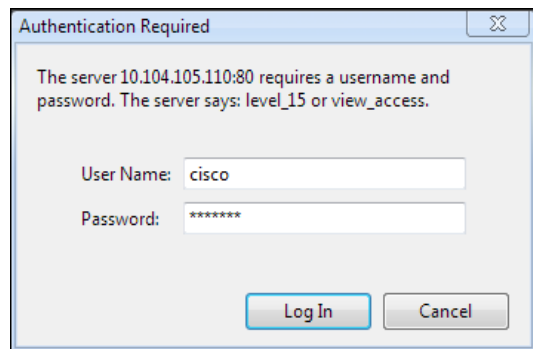 Authentication Required
The server 10.104.105.110:80 requires a username and
password. The server says: level_15 or view_access.
User Name: cisco
Password: *******
Log In Cancel